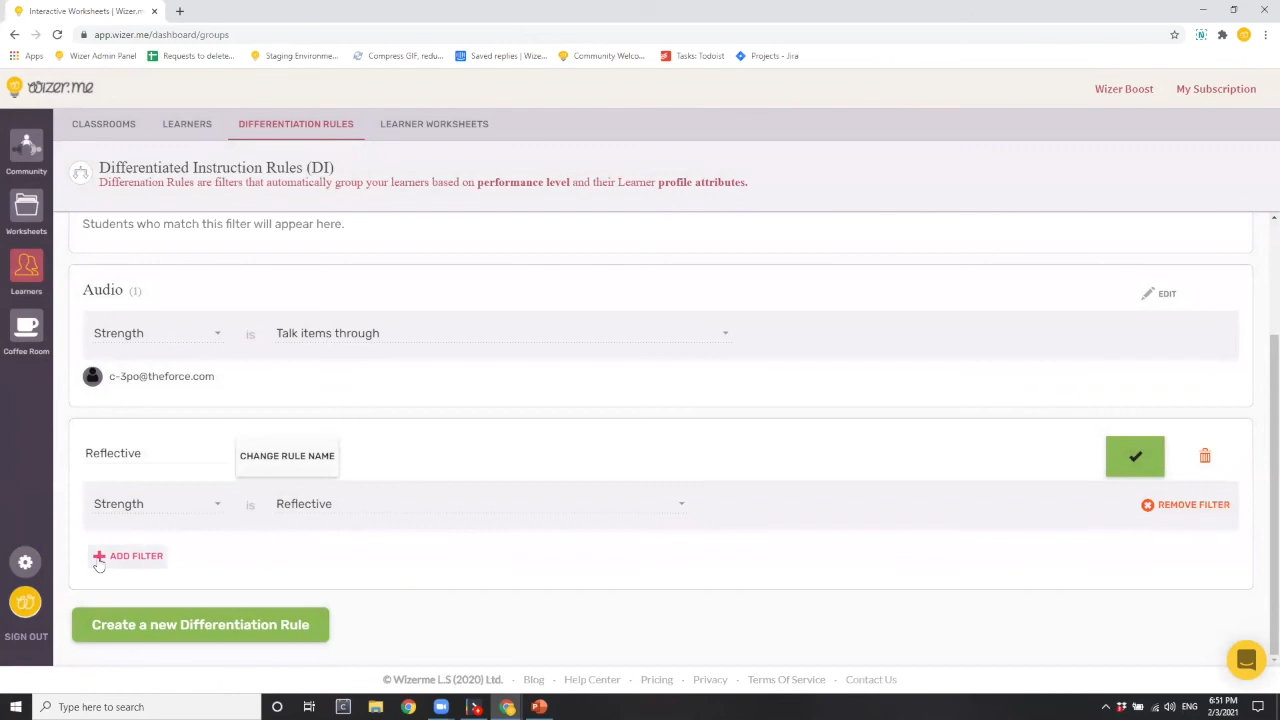 Interactive Worksheets | Wizer.m
app.wizer.me/dashboard/groups
Apps
Wizer Admin Panel
Requests to delete...
Staging Environme...
Compress GIF, redu...
Saved replies | Wize...
Community Welco...
Tasks: Todoist
Projects - Jira
wizer.me
Wizer Boost
My Subscription
CLASSROOMS
LEARNERS
DIFFERENTIATION RULES
LEARNER WORKSHEETS
Community
Worksheets
Learners
Coffee Room
SIGN OUT
Differentiated Instruction Rules (DI)
Differenation Rules are filters that automatically group your learners based on performance level and their Learner profile attributes.
Students who match this filter will appear here.
Audio (1)
EDIT
Strength is Talk items through
c-3po@theforce.com
Reflective
CHANGE RULE NAME
Strength is Reflective
REMOVE FILTER
ADD FILTER
Create a new Differentiation Rule
© Wizerme L.S (2020) Ltd. · Blog · Help Center · Pricing · Privacy · Terms Of Service · Contact Us
Type here to search
6:51 PM
2/3/2021